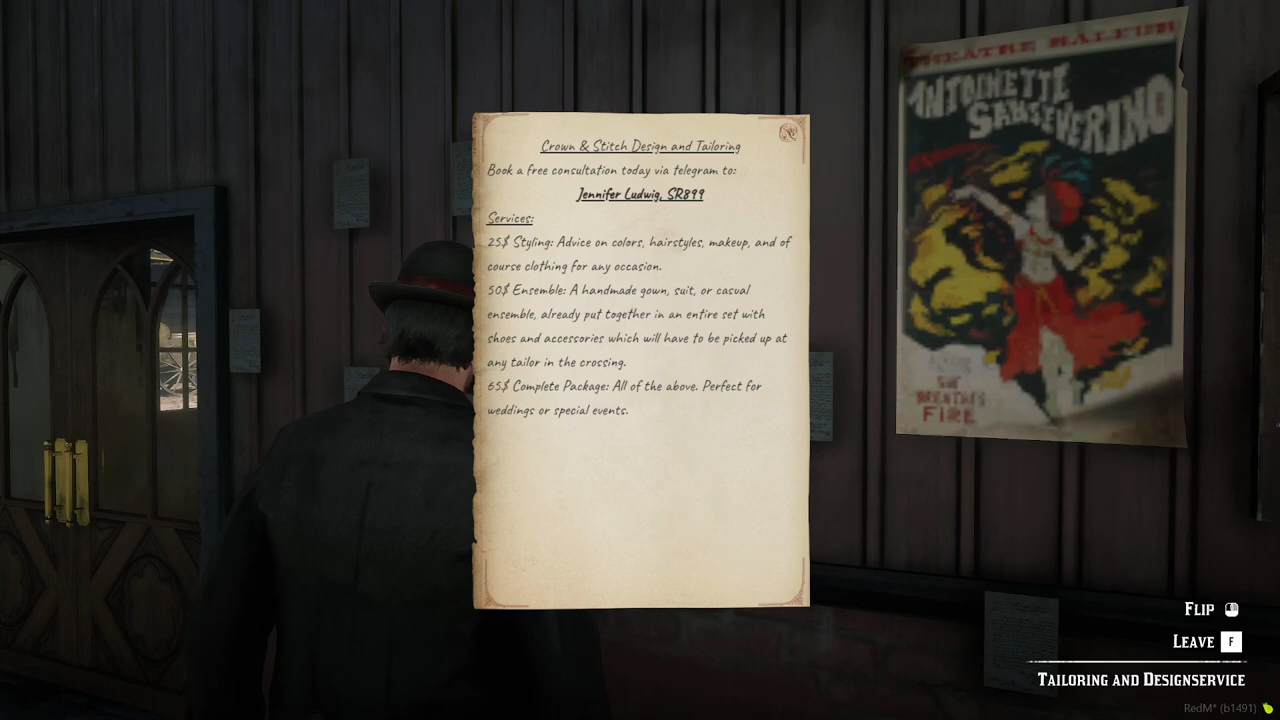 Crown & Stitch Design and Tailoring
Book a free consultation today via telegram to:
Jennifer Ludwig, SR899
Services:
25$ Styling: Advice on colors, hairstyles, makeup, and of
course clothing for any occasion.
50$ Ensemble: A handmade gown, suit, or casual
ensemble, already put together in an entire set with
shoes and accessories which will have to be picked up at
any tailor in the crossing.
65$ Complete Package: All of the above. Perfect for
weddings or special events.
THEATRE RALEUR
ANTOINETTE
SANSEVERINO
BREATHES
FIRE
FLIP
LEAVE F
TAILORING AND DESIGNSERVICE
RedM* (b1491)